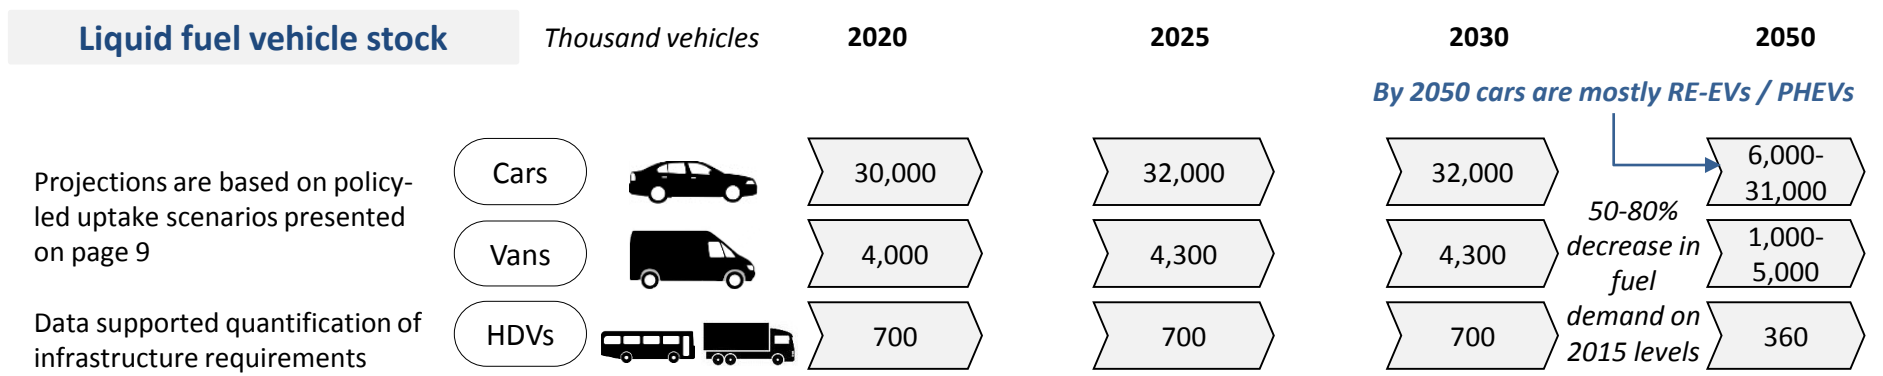 Liquid fuel vehicle stock
Thousand vehicles
2020
2025
2030
2050
By 2050 cars are mostly RE-EVs / PHEVs
Projections are based on policy-
led uptake scenarios presented
on page 9
Data supported quantification of
infrastructure requirements
Cars
30,000
32,000
32,000
6,000-
31,000
Vans
4,000
4,300
4,300
1,000-
5,000
HDVs
700
700
700
360
50-80%
decrease in
fuel
demand on
2015 levels